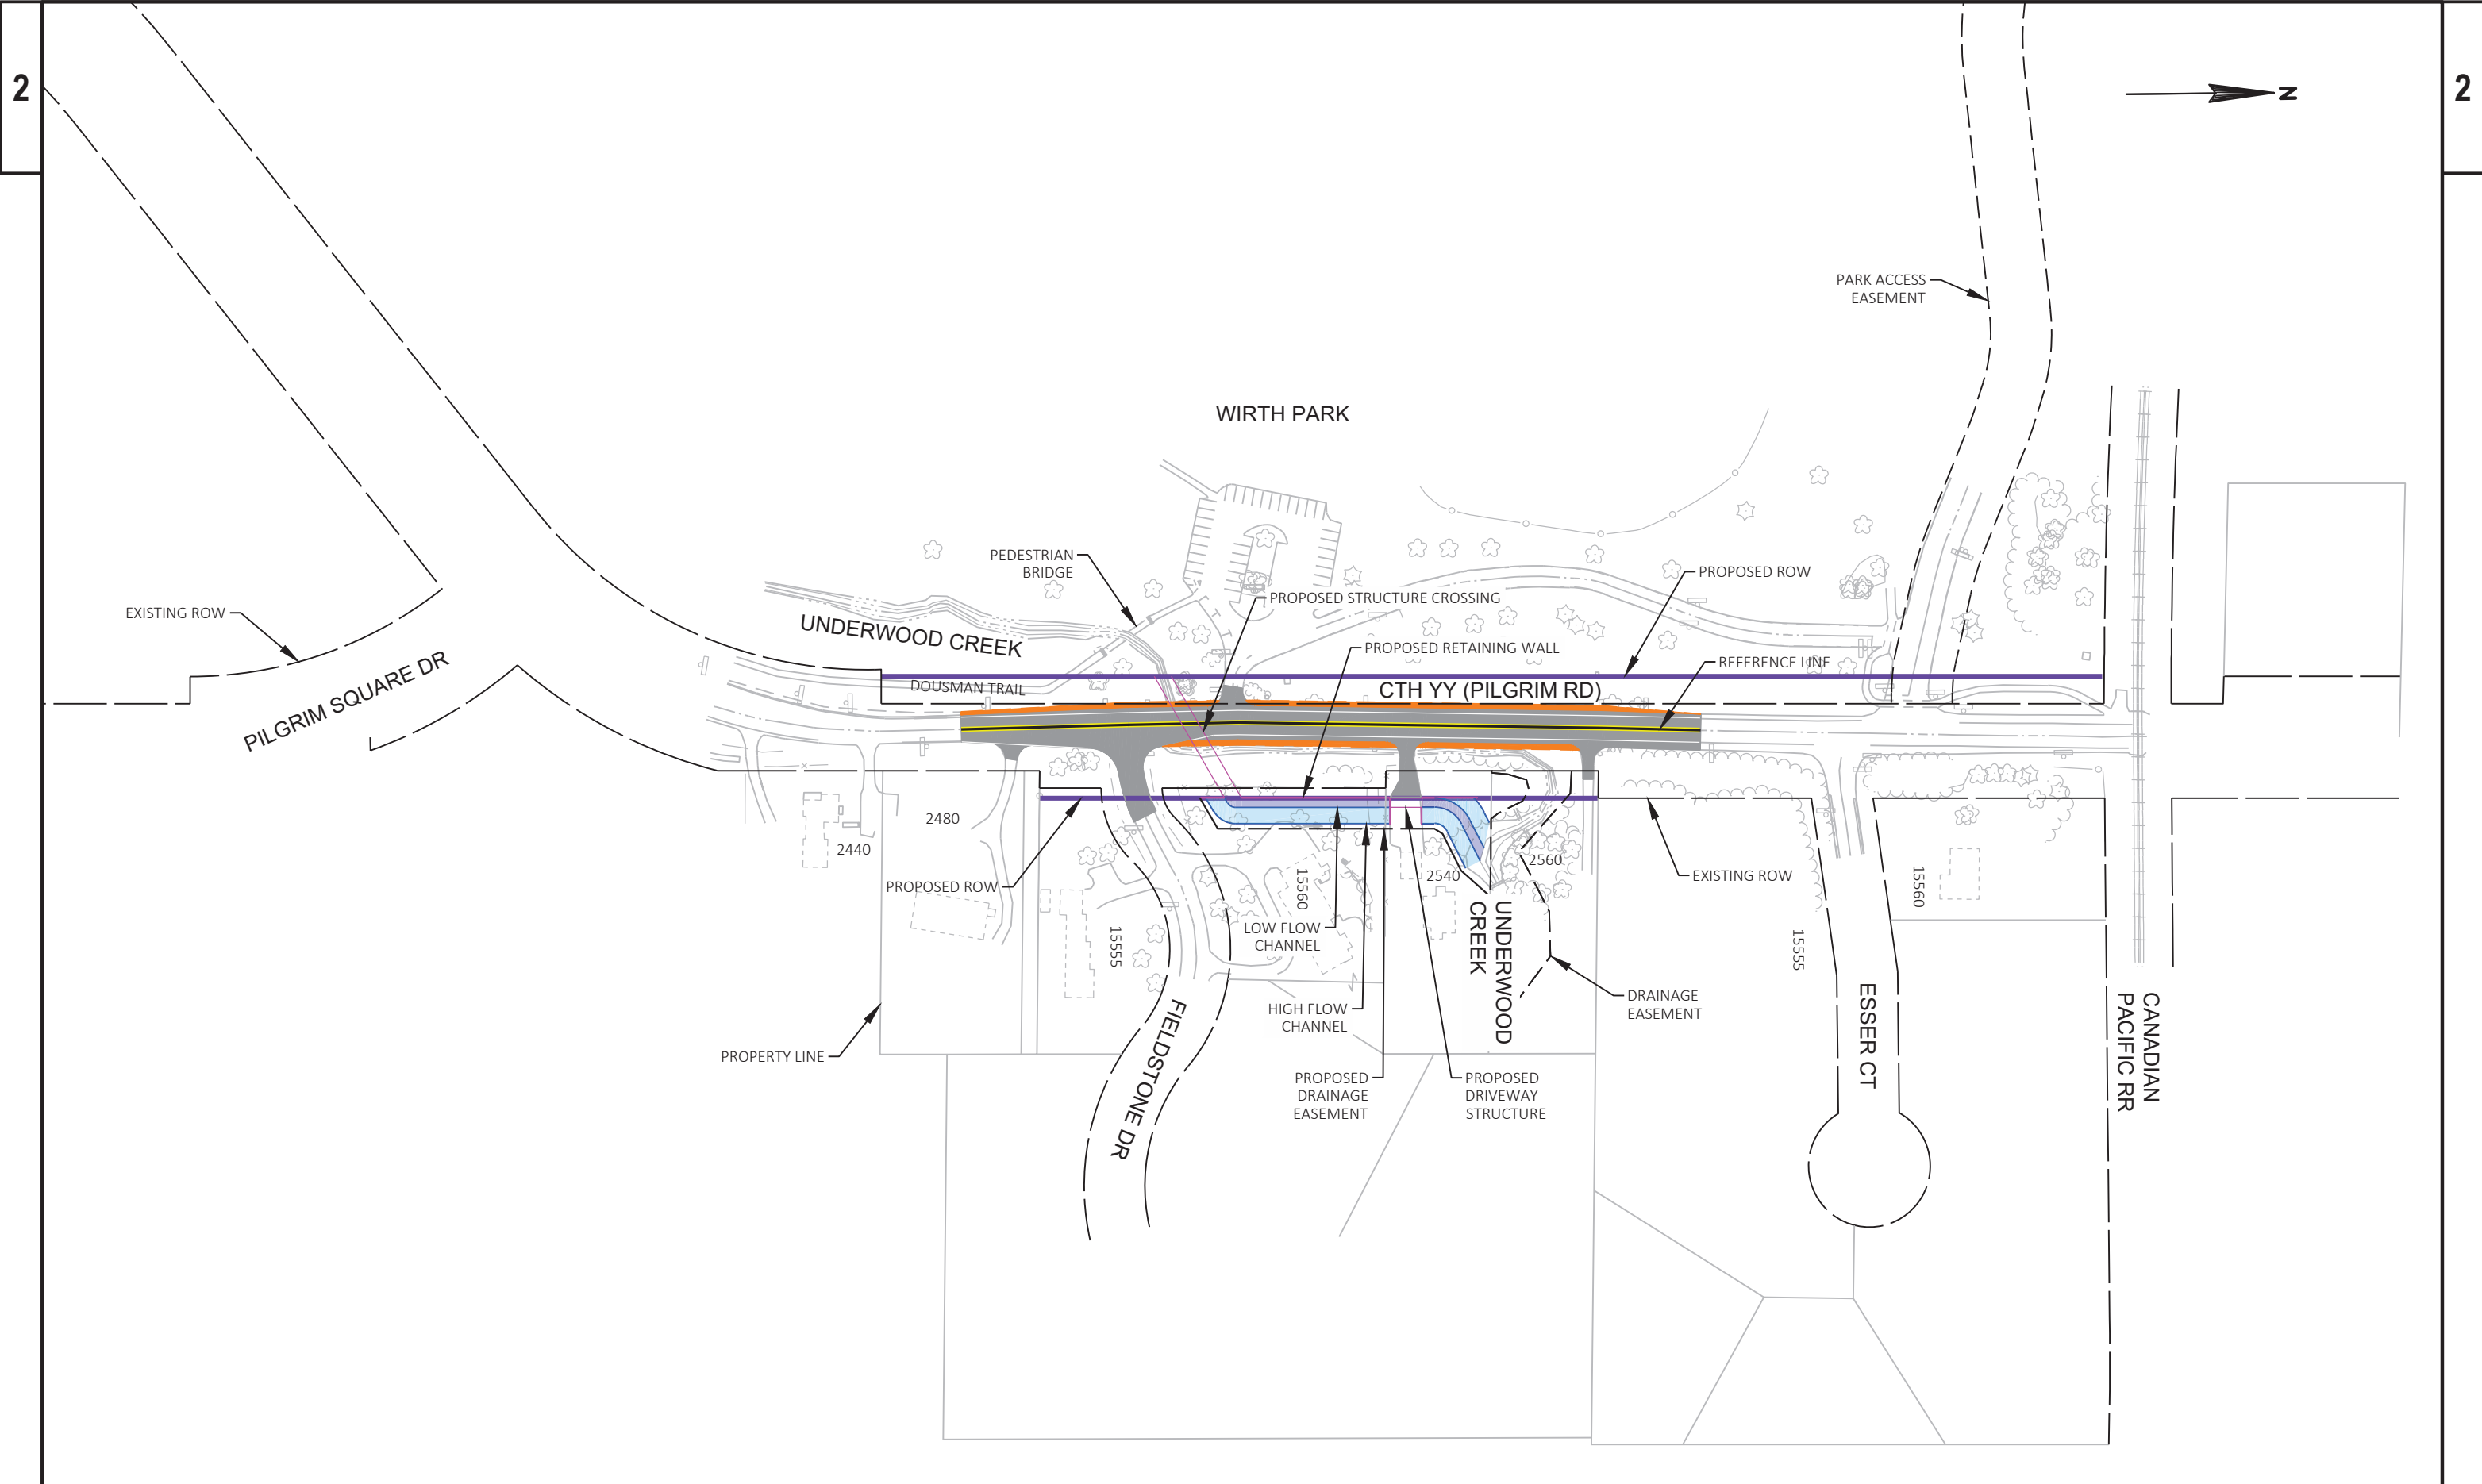 2
2
N
PARK ACCESS
EASEMENT
WIRTH PARK
PEDESTRIAN
BRIDGE
PROPOSED ROW
PROPOSED STRUCTURE CROSSING
EXISTING ROW
UNDERWOOD CREEK
PROPOSED RETAINING WALL
REFERENCE LINE
PILGRIM SQUARE DR
DOUSMAN TRAIL
CTH YY (PILGRIM RD)
2480
2440
2560
2540
PROPOSED ROW
15560
EXISTING ROW
15560
LOW FLOW
CHANNEL
UNDERWOOD
CREEK
15555
15555
DRAINAGE
EASEMENT
HIGH FLOW
CHANNEL
FIELDSTONE DR
ESSER CT
CANADIAN
PACIFIC RR
PROPERTY LINE
PROPOSED
DRAINAGE
EASEMENT
PROPOSED
DRIVEWAY
STRUCTURE